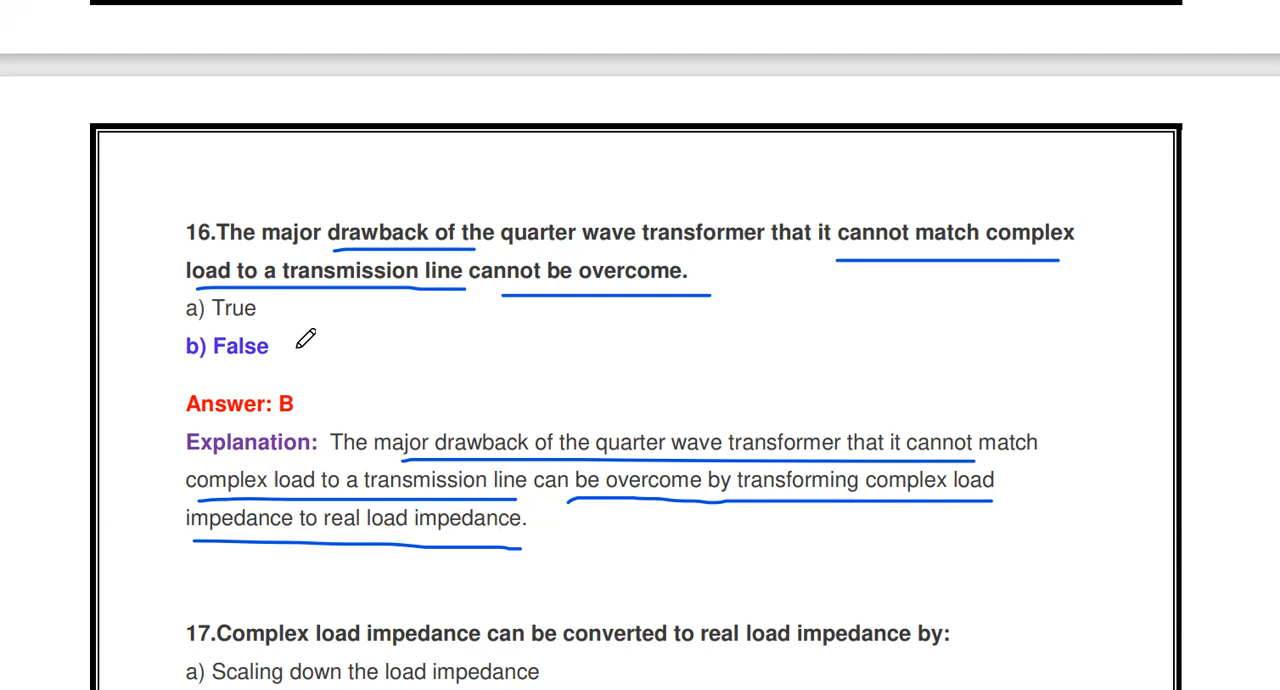 16.The major drawback of the quarter wave transformer that it cannot match complex
load to a transmission line cannot be overcome.
a) True
b) False
Answer: B
Explanation: The major drawback of the quarter wave transformer that it cannot match
complex load to a transmission line can be overcome by transforming complex load
impedance to real load impedance.
17.Complex load impedance can be converted to real load impedance by:
a) Scaling down the load impedance